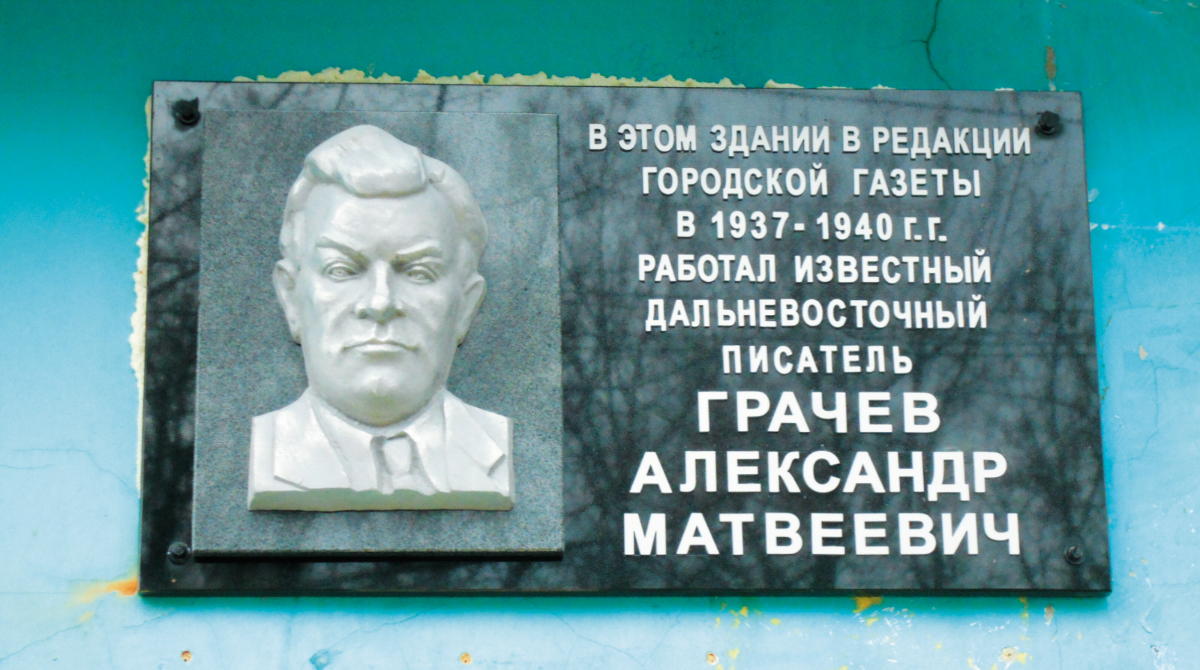 В ЭТОМ ЗДАНИИ В РЕДАКЦИИ
ГОРОДСКОЙ ГАЗЕТЫ
В 1937- 1940 г.г.
РАБОТАЛ ИЗВЕСТНЫЙ
ДАЛЬНЕВОСТОЧНЫЙ
ПИСАТЕЛЬ
ГРАЧЕВ
АЛЕКСАНДР
МАТВЕЕВИЧ